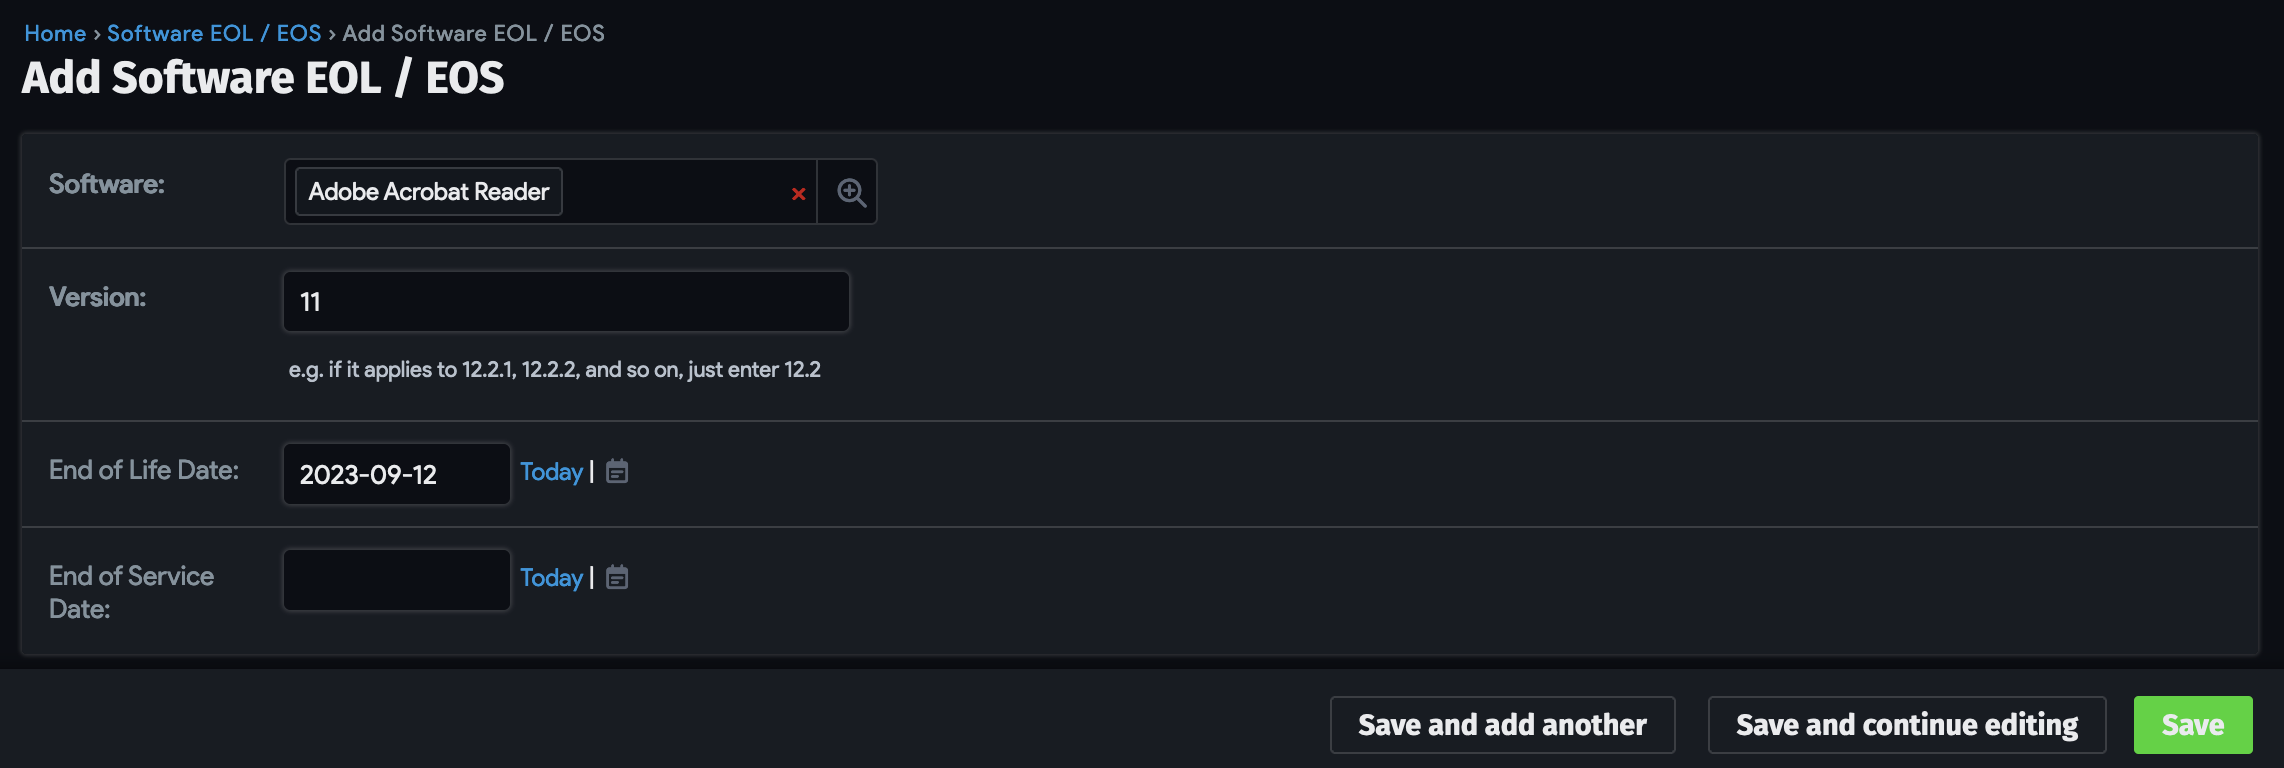 Home › Software EOL / EOS › Add Software EOL / EOS
Add Software EOL / EOS
Software: Adobe Acrobat Reader
Version: 11
e.g. if it applies to 12.2.1, 12.2.2, and so on, just enter 12.2
End of Life Date: 2023-09-12 Today |
End of Service Today |
Date:
Save and add another Save and continue editing Save